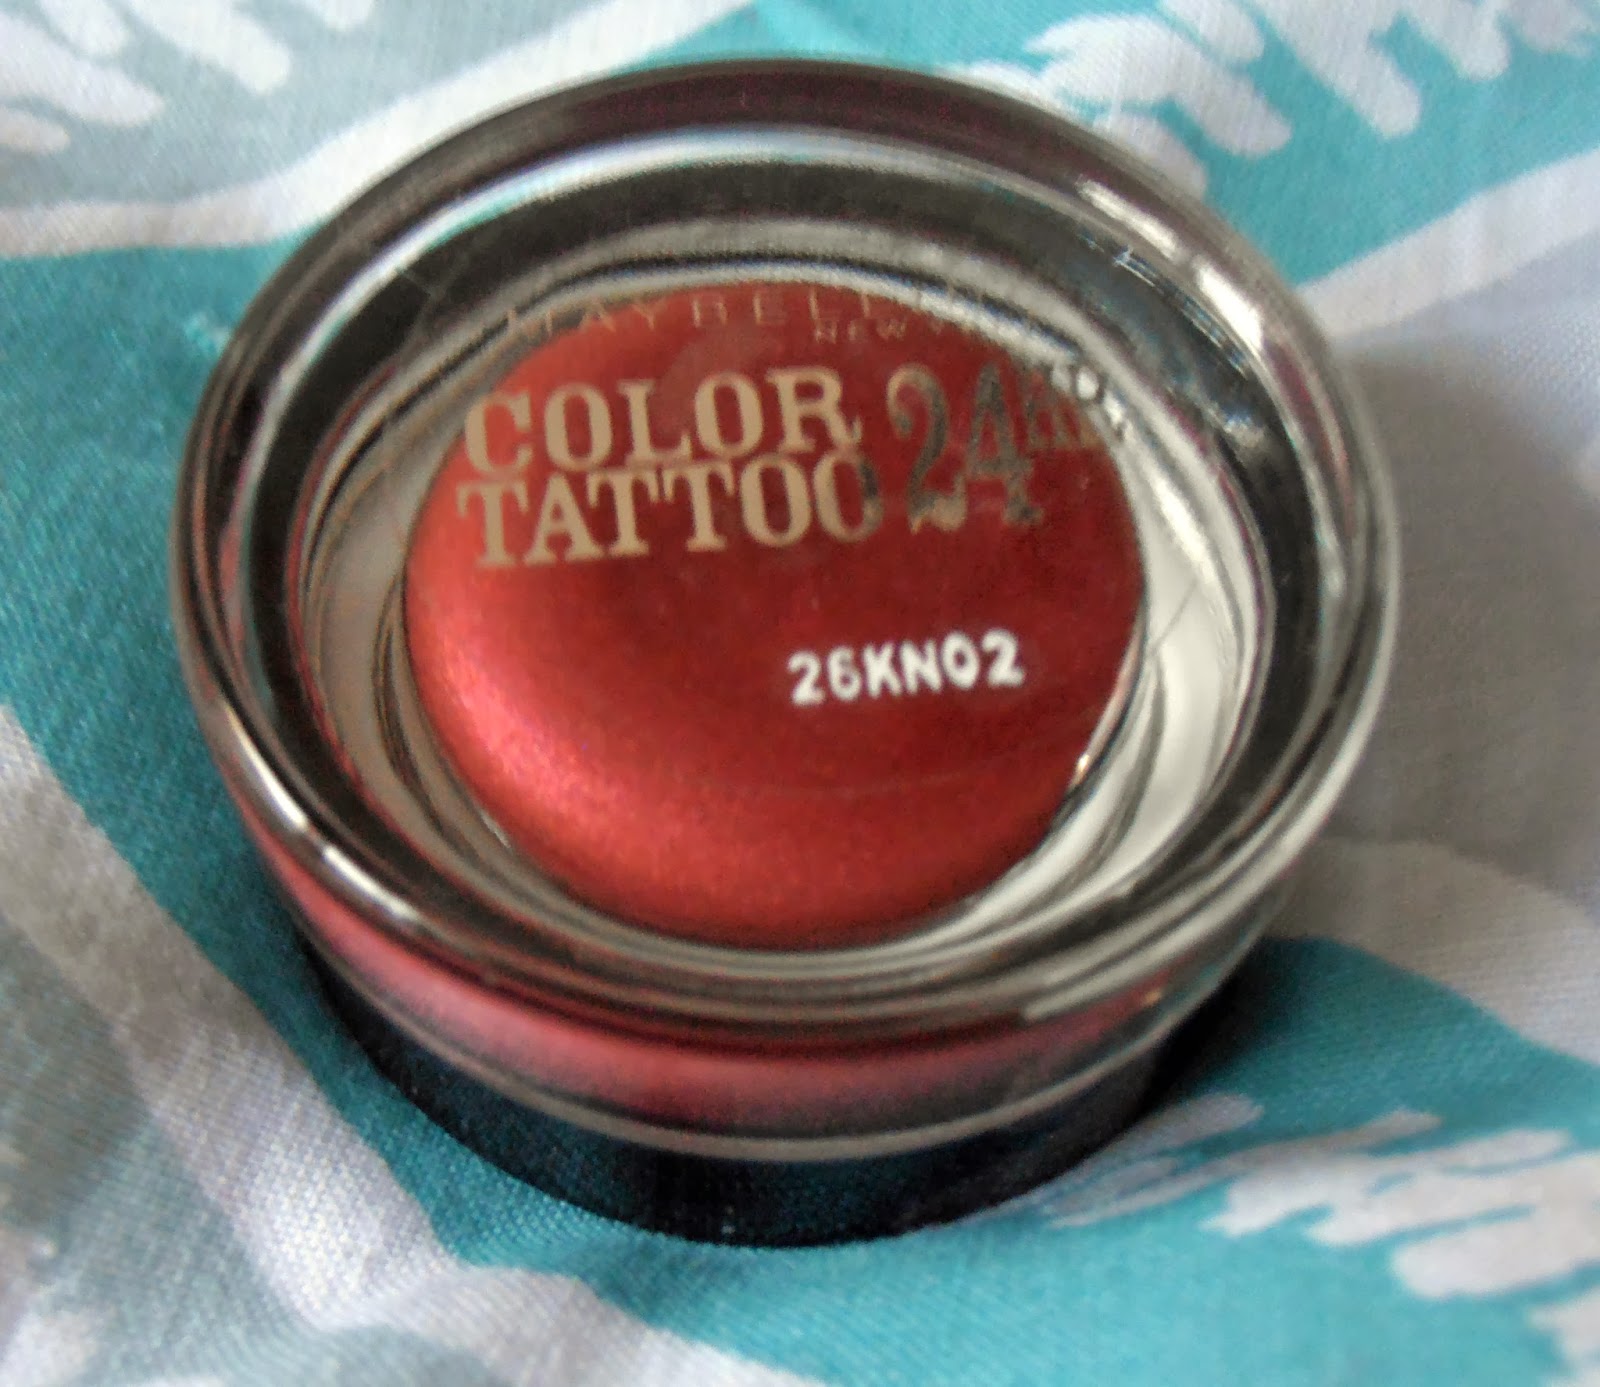 MAYBELLINE
NEW YORK
COLOR 24HR
TATTOO
26KN02